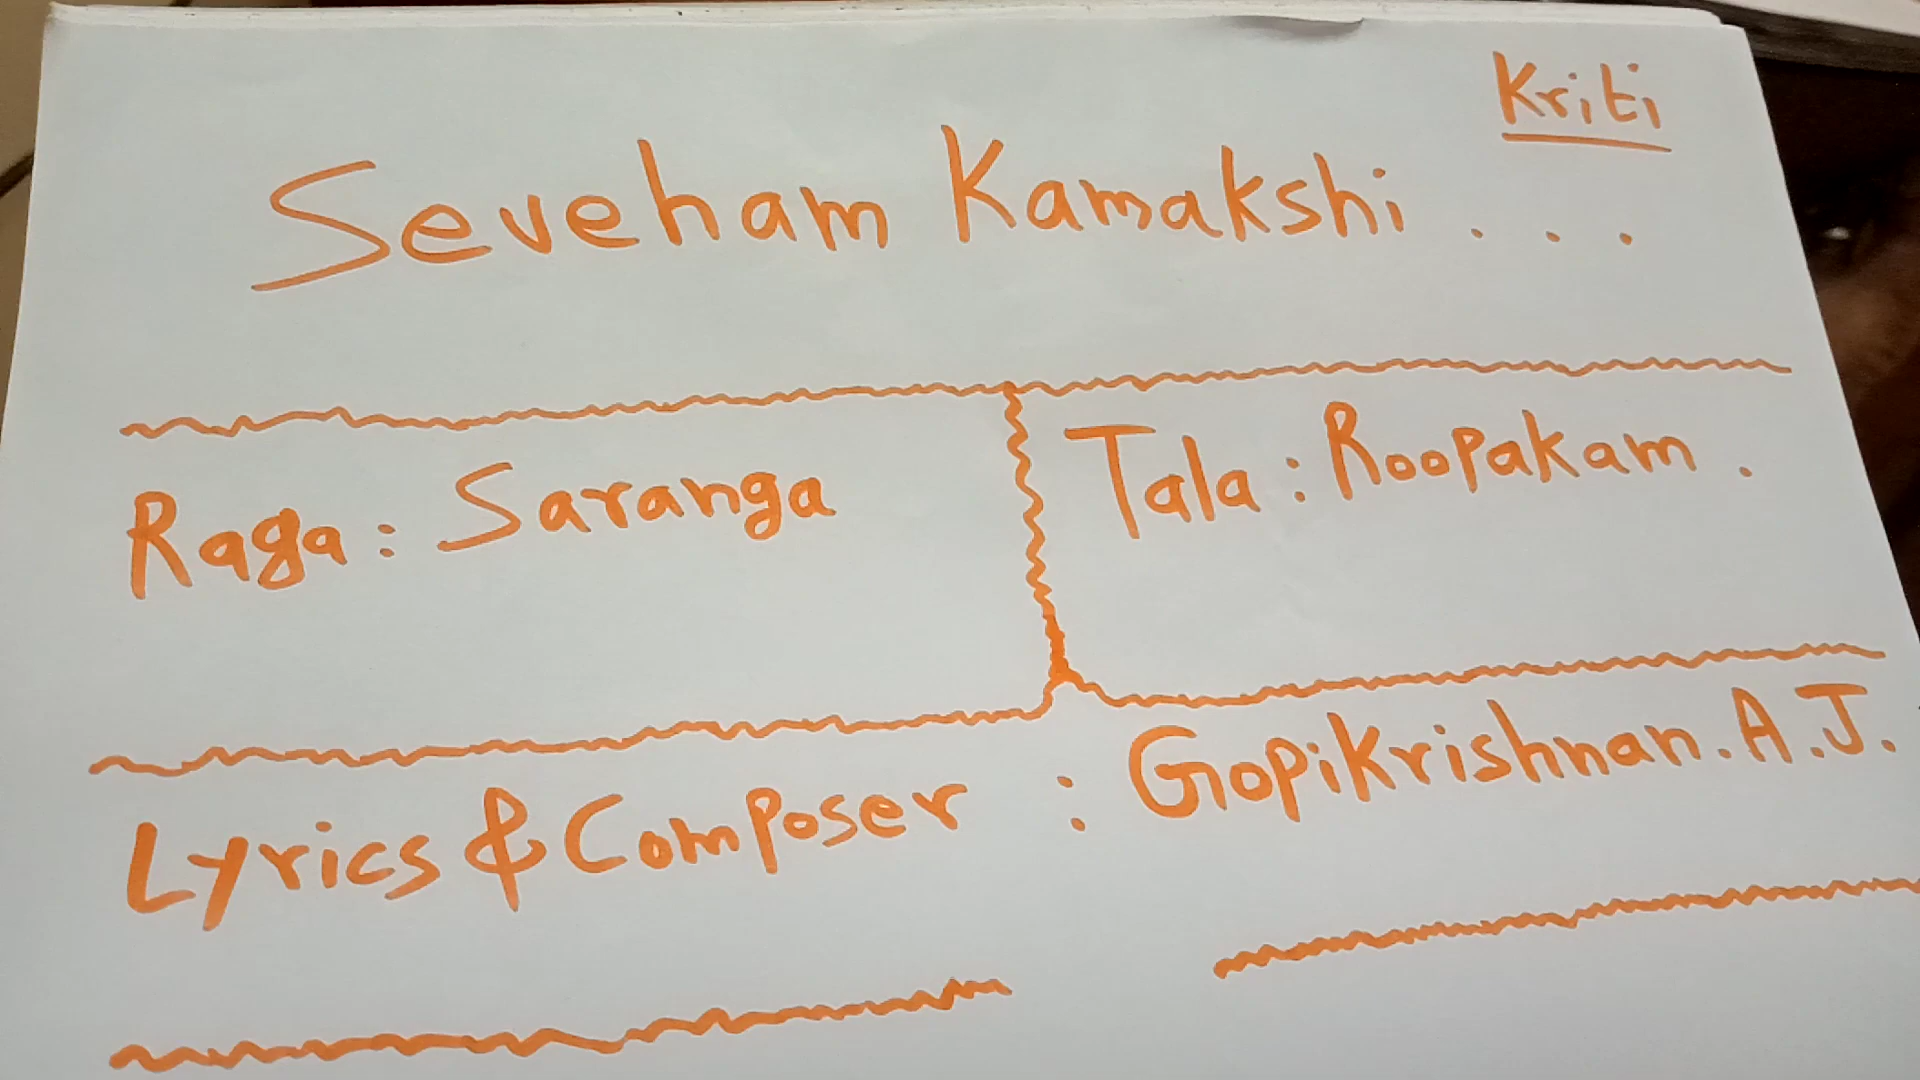 Kriti
Seveham Kamakshi . . .
Raga : Saranga
Tala : Roopakam .
Lyrics & Composer : Gopikrishnan. A.J.